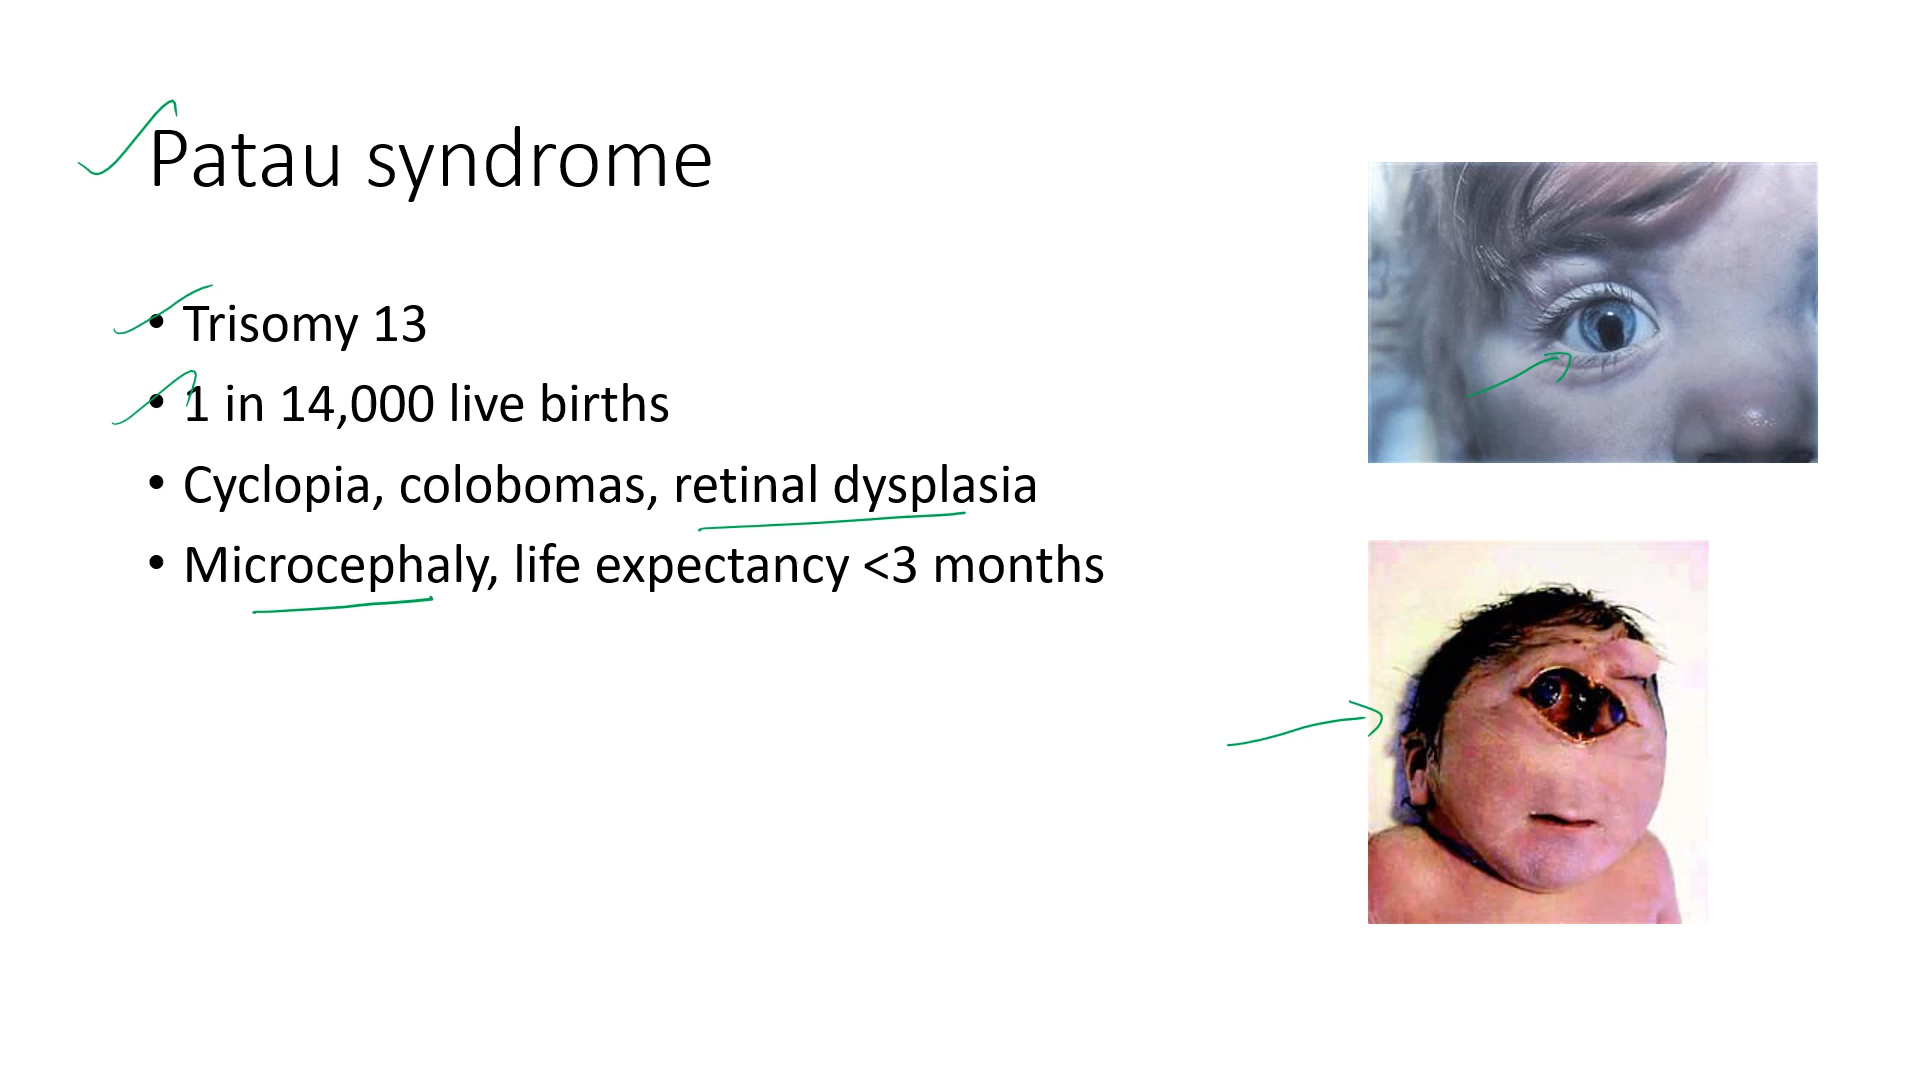 Patau syndrome
• Trisomy 13
• 1 in 14,000 live births
• Cyclopia, colobomas, retinal dysplasia
• Microcephaly, life expectancy <3 months